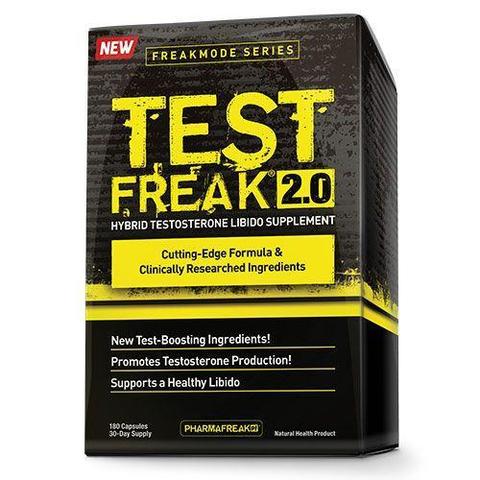 NEW
FREAKMODE SERIES
TEST
FREAK® 2.0
HYBRID TESTOSTERONE LIBIDO SUPPLEMENT
Cutting-Edge Formula &
Clinically Researched Ingredients
New Test-Boosting Ingredients!
Promotes Testosterone Production!
Supports a Healthy Libido
180 Capsules
30-Day Supply
PHARMAFREAK
Natural Health Product